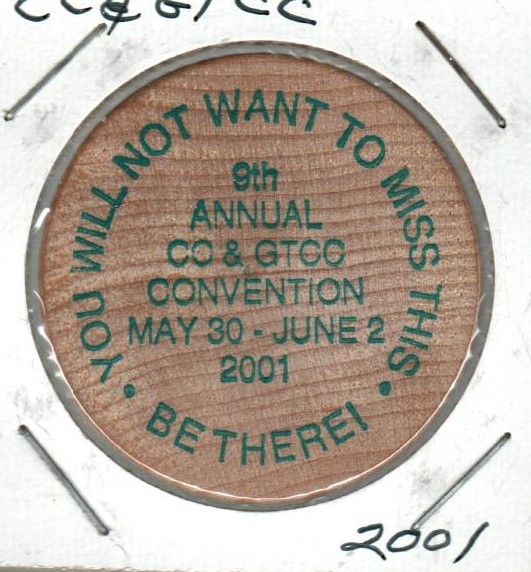 CC & GTCC
YOU WILL NOT WANT TO MISS THIS
9th
ANNUAL
CC & GTCC
CONVENTION
MAY 30 - JUNE 2
2001
• BE THERE! •
2001